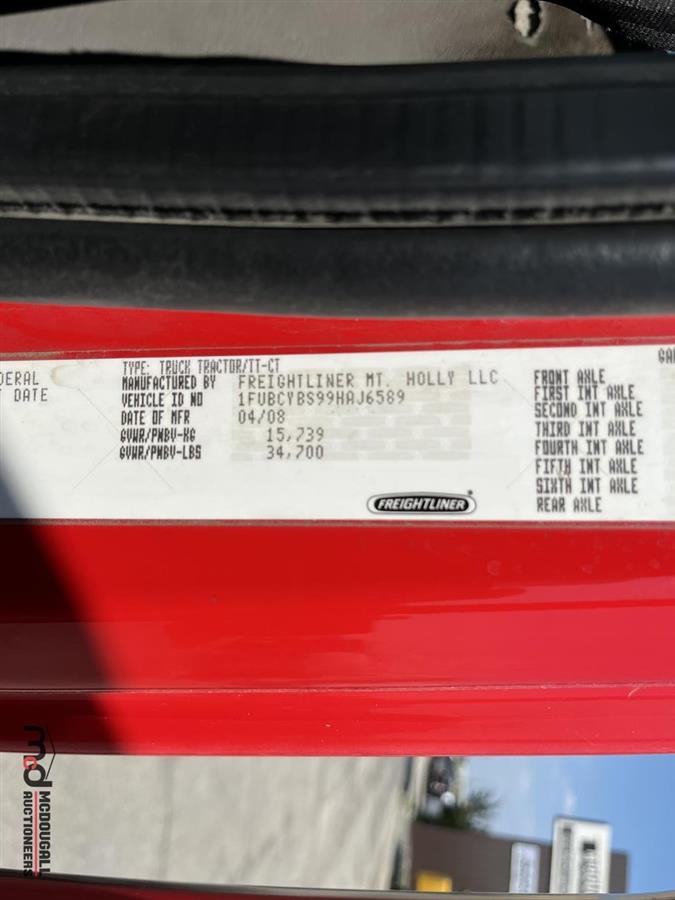 DERAL
T DATE
TYPE: TRUCK TRACTOR/TT-CT
MANUFACTURED BY FREIGHTLINER MT. HOLLY LLC
VEHICLE ID NO 1FUBCYBS99HAJ6589
DATE OF MFR 04/08
GVWR/PNBV-KG 15,739
GVWR/PNBV-LBS 34,700
FREIGHTLINER
GA
FRONT AXLE
FIRST INT AXLE
SECOND INT AXLE
THIRD INT AXLE
FOURTH INT AXLE
FIFTH INT AXLE
SIXTH INT AXLE
REAR AXLE
mcd
MCDOUGALL
AUCTIONEERS